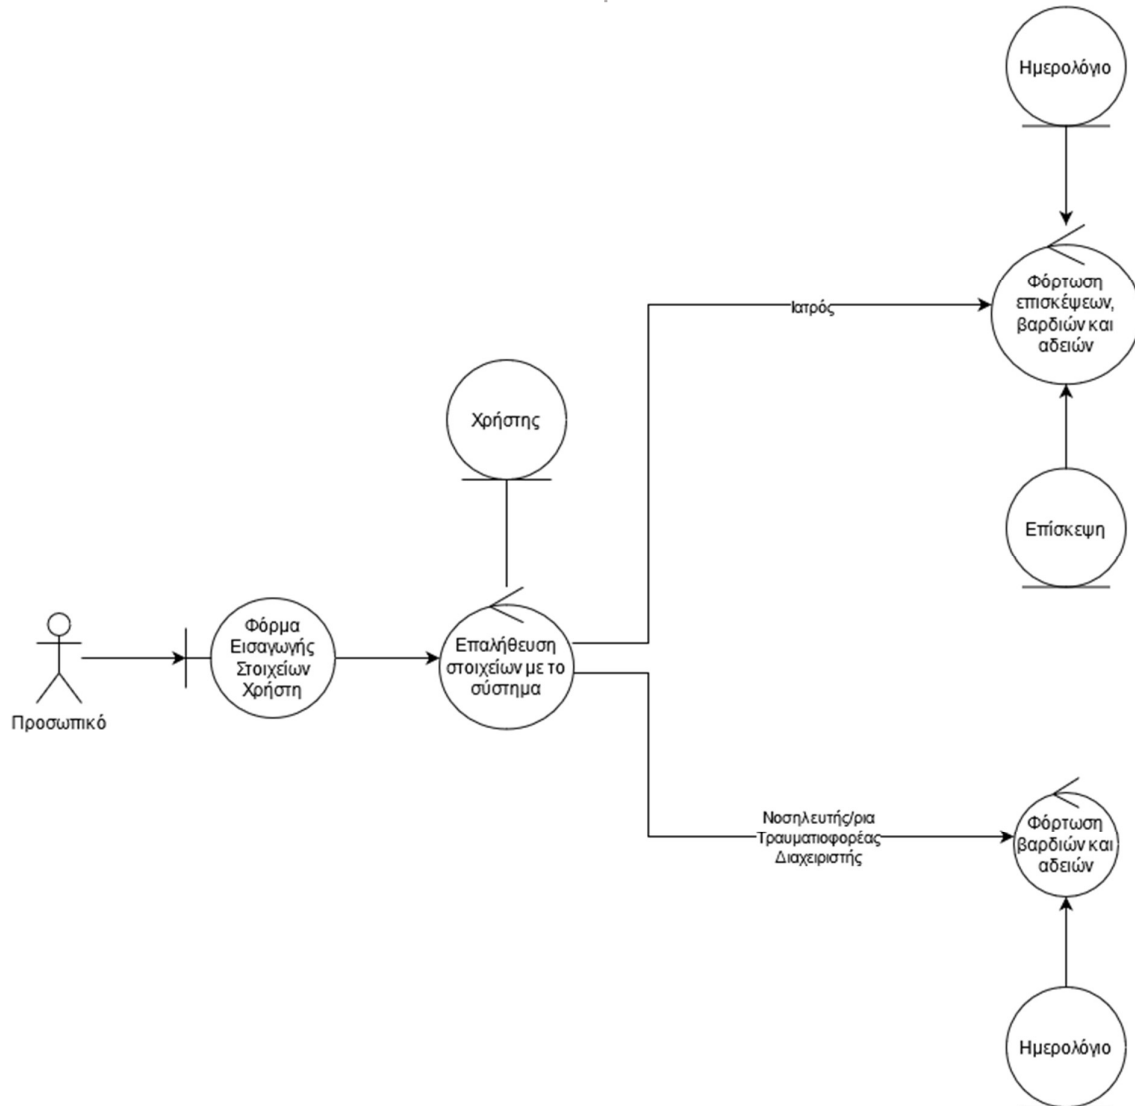 Ημερολόγιο
Φόρτωση
επισκέψεων,
βαρδιών και
αδειών
Ιατρός
Χρήστης
Επίσκεψη
Φόρμα
Εισαγωγής
Στοιχείων
Χρήστη
Επαλήθευση
στοιχείων με το
σύστημα
Προσωπικό
Νοσηλευτής/ρια
Τραυματιοφορέας
Διαχειριστής
Φόρτωση
βαρδιών και
αδειών
Ημερολόγιο